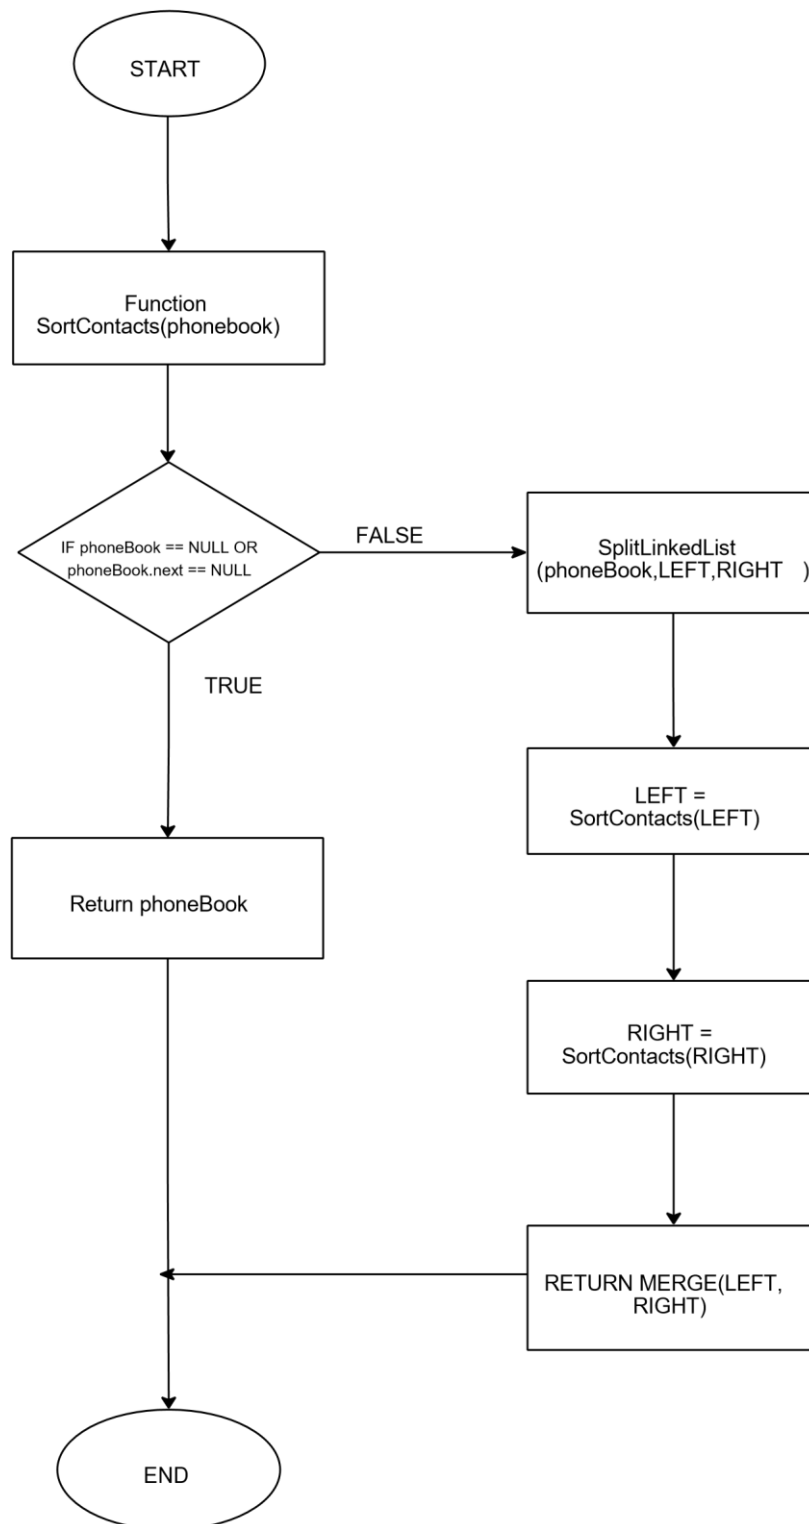 START
Function
SortContacts(phonebook)
IF phoneBook == NULL OR
phoneBook.next == NULL
FALSE
SplitLinkedList
(phoneBook,LEFT,RIGHT )
TRUE
LEFT =
SortContacts(LEFT)
Return phoneBook
RIGHT =
SortContacts(RIGHT)
RETURN MERGE(LEFT,
RIGHT)
END